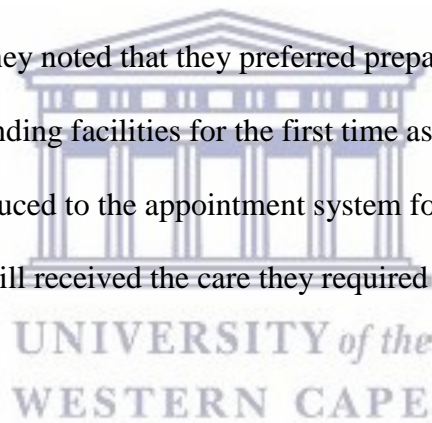 ney noted that they preferred prepa
nding facilities for the first time as
uced to the appointment system fo
ill received the care they required
UNIVERSITY of the
WESTERN CAPE